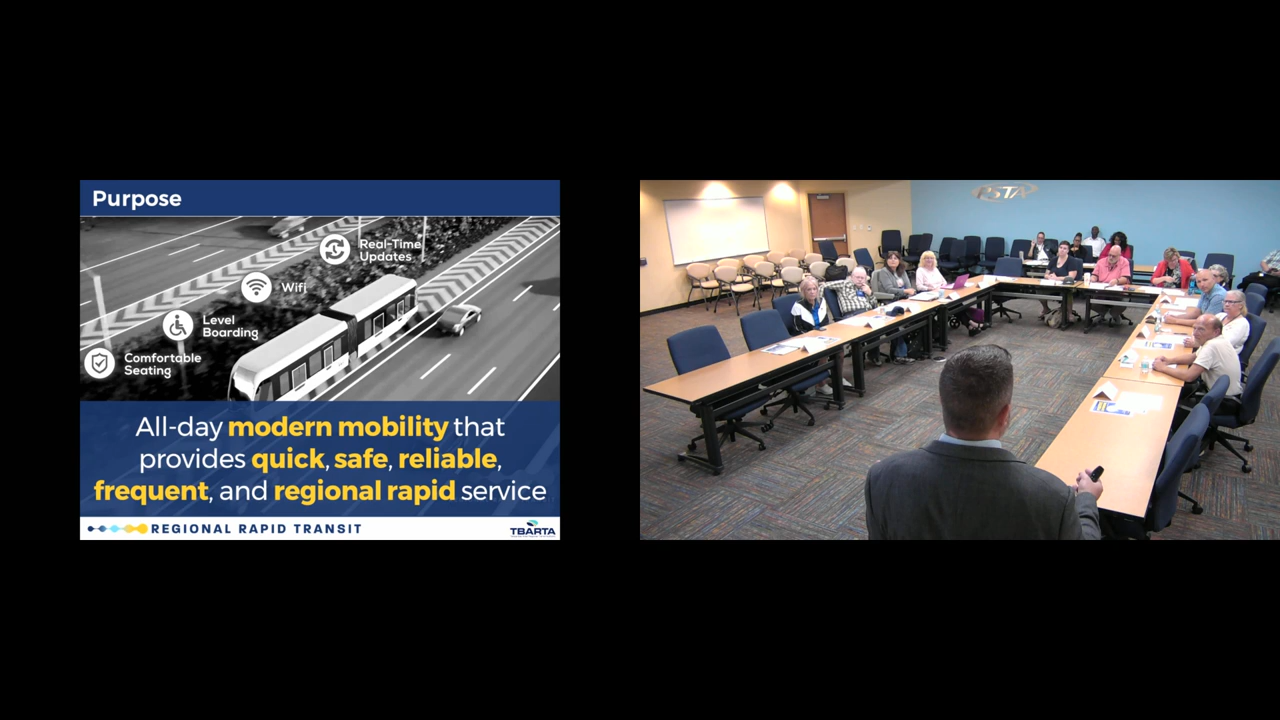 Purpose
Real-Time
Updates
Wifi
Level
Boarding
Comfortable
Seating
All-day modern mobility that
provides quick, safe, reliable,
frequent, and regional rapid service
REGIONAL RAPID TRANSIT
TBARTA
PSTA